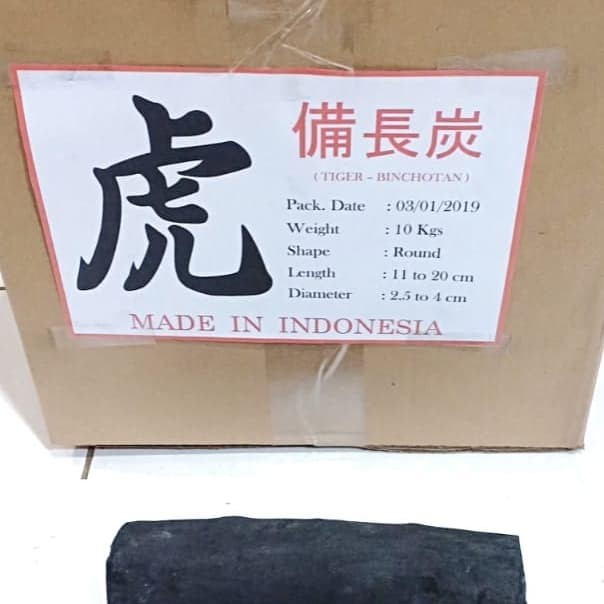 虎
備長炭
( TIGER - BINCHOTAN )
Pack. Date : 03/01/2019
Weight : 10 Kgs
Shape : Round
Length : 11 to 20 cm
Diameter : 2.5 to 4 cm
MADE IN INDONESIA